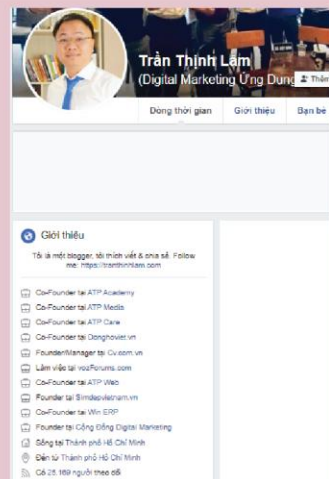 Trần Thịnh Lâm
(Digital Marketing Ứng Dụng
Thêm
Dòng thời gian Giới thiệu Bạn bè
Giới thiệu
Tôi là một blogger, tôi thích viết & chia sẻ. Follow
me: https://tranthinhlam.com
Co-Founder tại ATP Academy
Co-Founder tại ATP Media
Co-Founder tại ATP Care
Co-Founder tại Donghoviet.vn
Founder/Manager tại Cv.com.vn
Làm việc tại vozForums.com
Co-Founder tại ATP Web
Founder tại Simdepvietnam.vn
Co-Founder tại Win ERP
Founder tại Cộng Đồng Digital Marketing
Sống tại Thành phố Hồ Chí Minh
Đến từ Thành phố Hồ Chí Minh
Có 25.169 người theo dõi